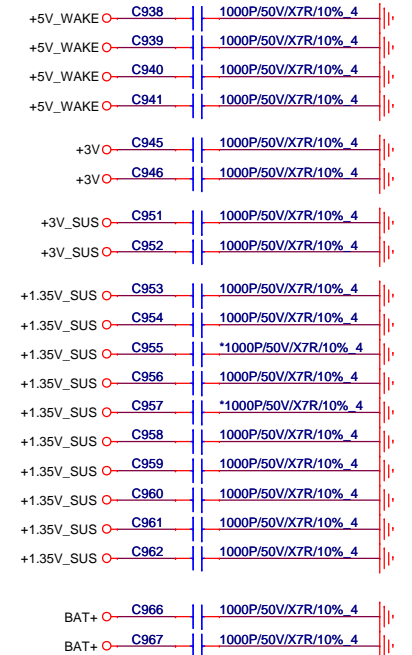 +5V_WAKE C938 1000P/50V/X7R/10%_4
+5V_WAKE C939 1000P/50V/X7R/10%_4
+5V_WAKE C940 1000P/50V/X7R/10%_4
+5V_WAKE C941 1000P/50V/X7R/10%_4
+3V C945 1000P/50V/X7R/10%_4
+3V C946 1000P/50V/X7R/10%_4
+3V_SUS C951 1000P/50V/X7R/10%_4
+3V_SUS C952 1000P/50V/X7R/10%_4
+1.35V_SUS C953 1000P/50V/X7R/10%_4
+1.35V_SUS C954 1000P/50V/X7R/10%_4
+1.35V_SUS C955 *1000P/50V/X7R/10%_4
+1.35V_SUS C956 1000P/50V/X7R/10%_4
+1.35V_SUS C957 *1000P/50V/X7R/10%_4
+1.35V_SUS C958 1000P/50V/X7R/10%_4
+1.35V_SUS C959 1000P/50V/X7R/10%_4
+1.35V_SUS C960 1000P/50V/X7R/10%_4
+1.35V_SUS C961 1000P/50V/X7R/10%_4
+1.35V_SUS C962 1000P/50V/X7R/10%_4
BAT+ C966 1000P/50V/X7R/10%_4
BAT+ C967 1000P/50V/X7R/10%_4